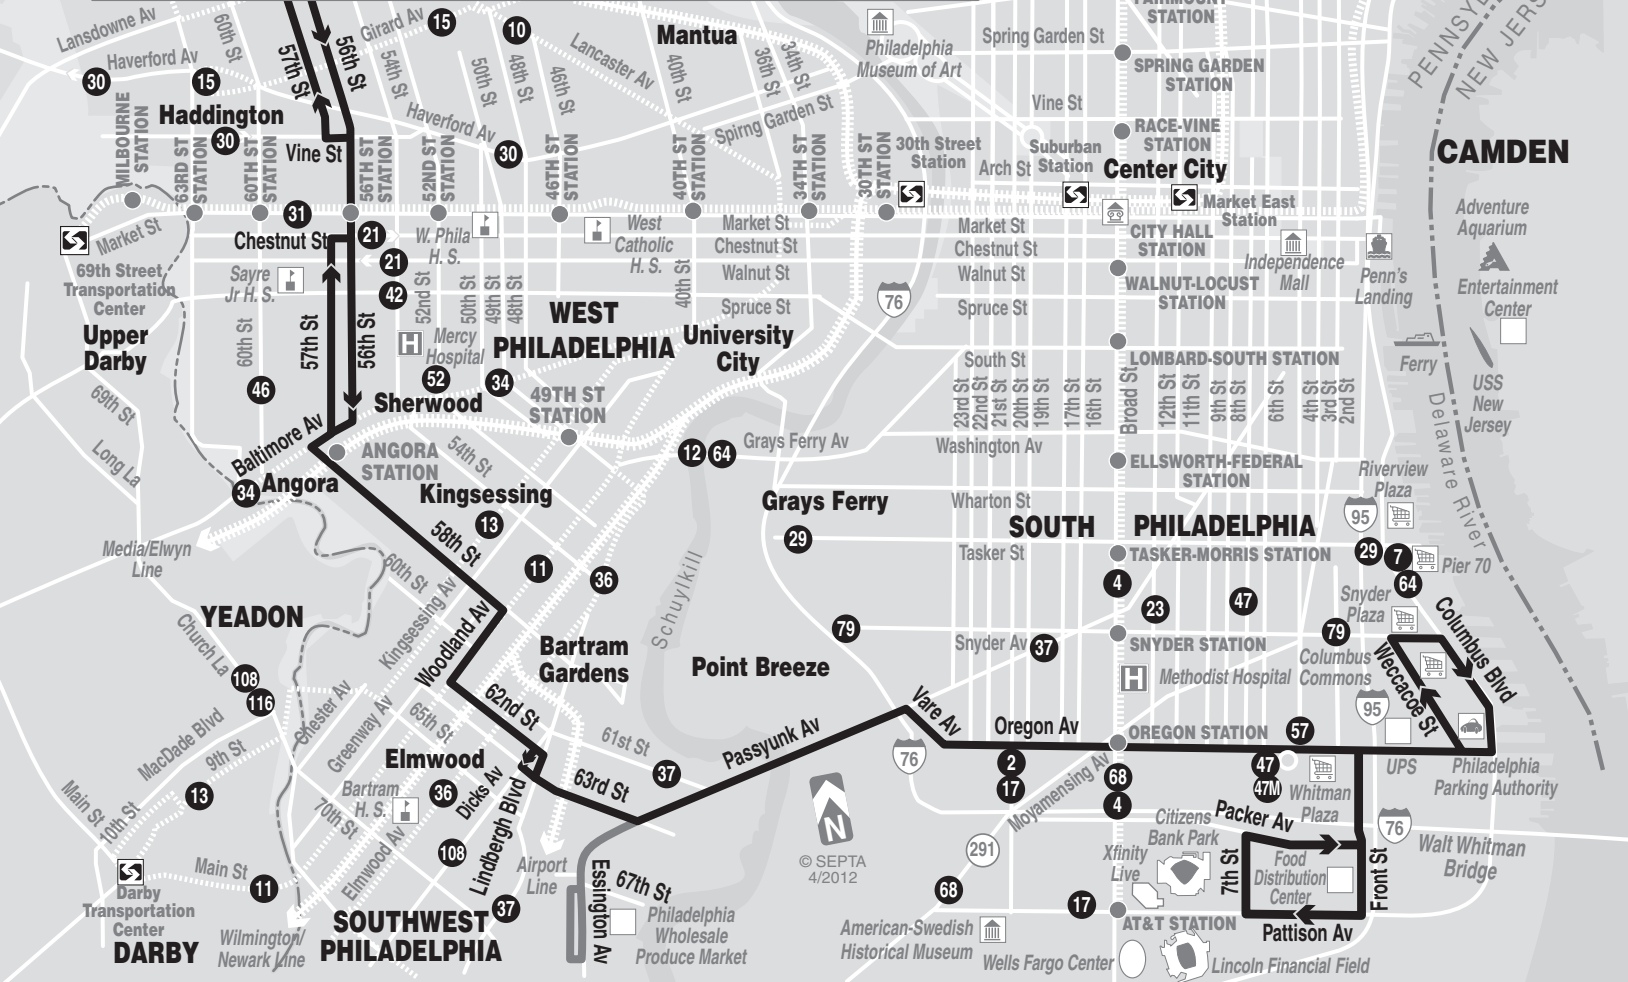 Lansdowne Av
60th St
57th St
56th St
Girard Av
15
10
54th St
50th St
48th St
46th St
Lancaster Av
Mantua
40th St
36th St
34th St
Philadelphia
Museum of Art
Spring Garden St
FAIRMOUNT
STATION
SPRING GARDEN
STATION
PENNSYL
NEW JERS
Haverford Av
30
15
Haddington
30
Vine St
Haverford Av
30
Spirng Garden St
Vine St
RACE-VINE
STATION
MILBOURNE
STATION
63RD ST
STATION
60TH ST
STATION
56TH ST
STATION
52ND ST
STATION
46TH ST
STATION
40TH ST
STATION
34TH ST
STATION
30TH ST
STATION
30th Street
Station
Suburban
Station
Arch St
Center City
CAMDEN
Market East
Station
31
Market St
Chestnut St
21
21
42
W. Phila
H. S.
West
Catholic
H. S.
Market St
Chestnut St
Walnut St
Spruce St
40th St
Market St
Chestnut St
Walnut St
Spruce St
CITY HALL
STATION
Independence
Mall
Penn's
Landing
Adventure
Aquarium
Entertainment
Center
69th Street
Transportation
Center
Sayre
Jr H. S.
Upper
Darby
60th St
57th St
56th St
52nd St
50th St
49th St
48th St
Mercy
Hospital
WEST
PHILADELPHIA
University
City
76
WALNUT-LOCUST
STATION
LOMBARD-SOUTH STATION
South St
Ferry
USS
New
Jersey
Delaware River
69th St
46
52
34
Sherwood
49TH ST
STATION
23rd St
22nd St
21st St
20th St
19th St
17th St
16th St
Broad St
12th St
11th St
9th St
8th St
6th St
4th St
3rd St
2nd St
Long La
Baltimore Av
34
Angora
ANGORA
STATION
54th St
12
64
Grays Ferry Av
Washington Av
ELLSWORTH-FEDERAL
STATION
Riverview
Plaza
Kingsessing
13
58th St
Grays Ferry
29
Wharton St
SOUTH
PHILADELPHIA
95
Tasker St
TASKER-MORRIS STATION
29
7
Pier 70
64
Media/Elwyn
Line
60th St
Kingsessing Av
11
36
Schuylkill
4
23
47
Snyder
Plaza
YEADON
Church La
Woodland Av
Bartram
Gardens
79
Snyder Av
37
SNYDER STATION
79
Columbus
Commons
Columbus Blvd
Weccacoe St
Point Breeze
Methodist Hospital
108
116
MacDade Blvd
9th St
Chester Av
Greenway Av
65th St
62nd St
61st St
Passyunk Av
Vare Av
Oregon Av
OREGON STATION
57
95
UPS
Philadelphia
Parking Authority
Elmwood
36
Dicks Av
63rd St
37
76
2
17
Moyamensing Av
68
4
47
47M
Whitman
Plaza
Main St
10th St
13
70th St
Bartram
H. S.
Elmwood Av
108
Lindbergh Blvd
Airport
Line
N
© SEPTA
4/2012
291
Citizens
Bank Park
Packer Av
Xfinity
Live
7th St
Food
Distribution
Center
Front St
76
Walt Whitman
Bridge
Main St
11
Darby
Transportation
Center
DARBY
Wilmington/
Newark Line
SOUTHWEST
PHILADELPHIA
37
Essington Av
67th St
Philadelphia
Wholesale
Produce Market
68
17
American-Swedish
Historical Museum
Wells Fargo Center
AT&T STATION
Pattison Av
Lincoln Financial Field